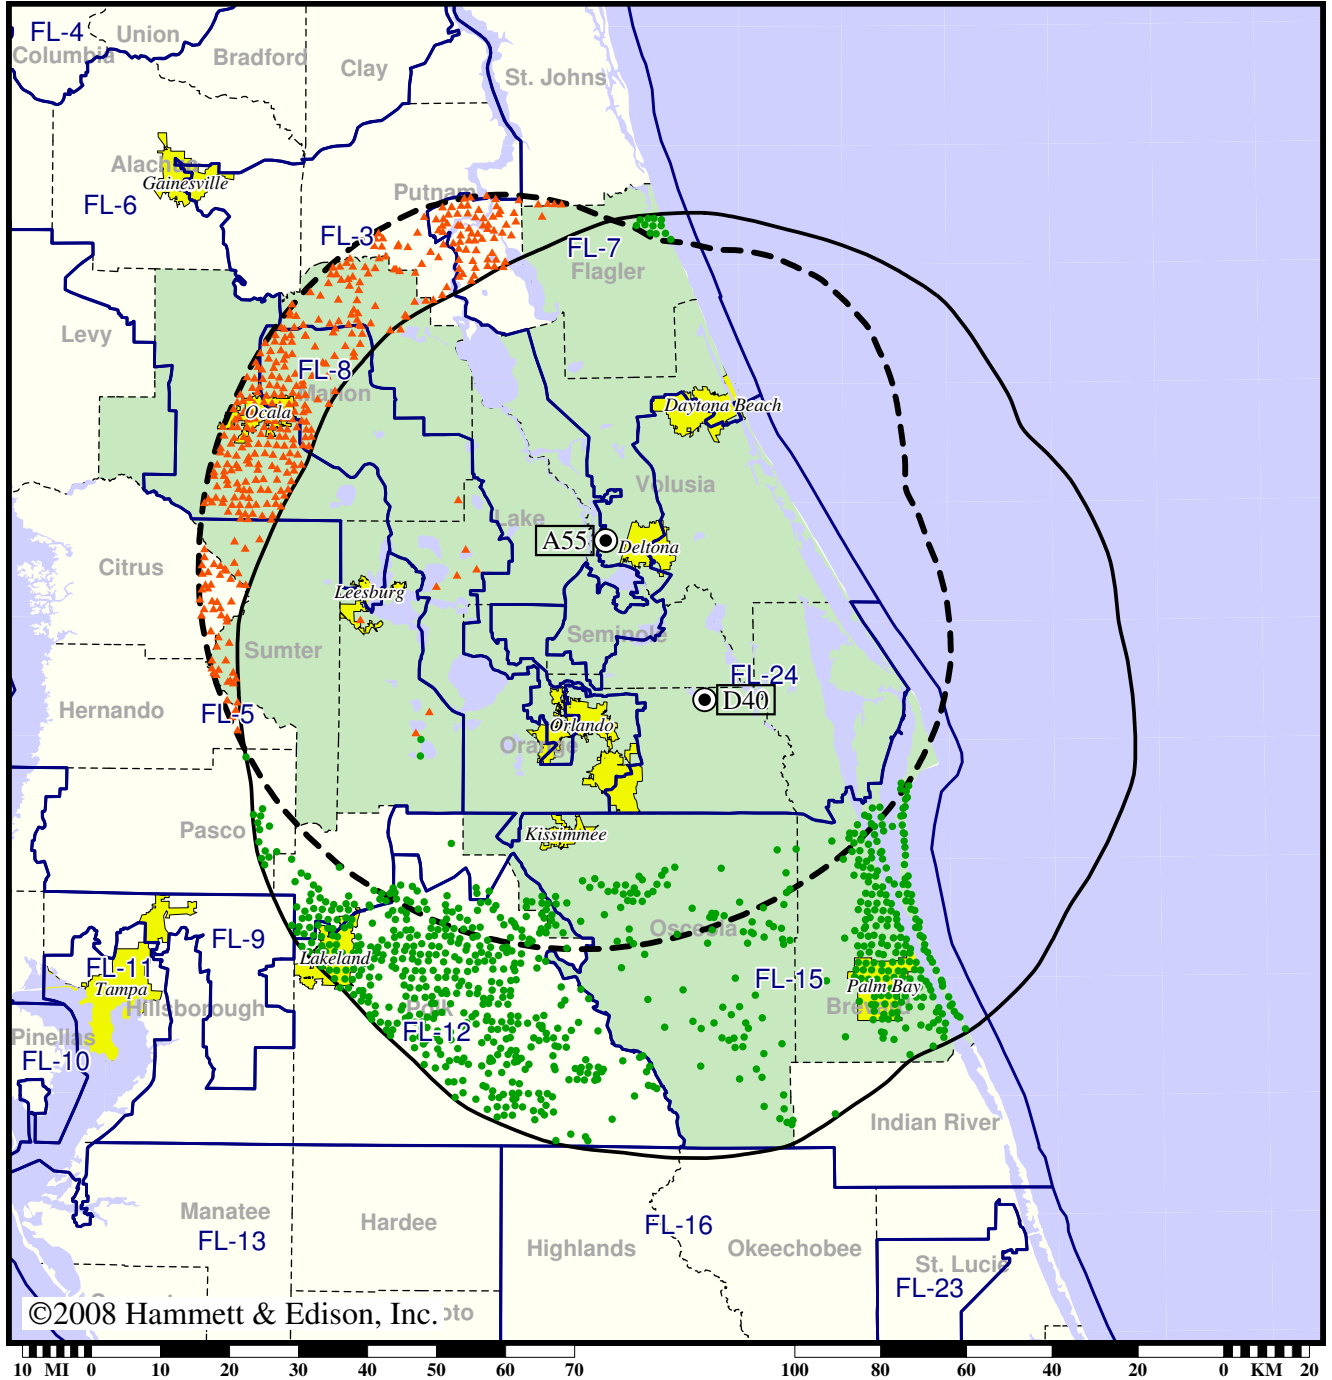 FL-4
Union
Columbia
Bradford
Clay
St. Johns
Gainesville
FL-6
Putnam
FL-3
FL-7
Flagler
Levy
FL-8
Marion
Ocala
Daytona Beach
Volusia
Lake
A55
Deltona
Citrus
Leesburg
Seminole
Sumter
FL-24
D40
Hernando
FL-5
Orlando
Orange
Pasco
Kissimmee
Osceola
FL-9
Lakeland
FL-11
Tampa
FL-15
Palm Bay
Hillsborough
Polk
FL-12
Pinellas
FL-10
Indian River
Manatee
FL-13
Hardee
FL-16
Highlands
Okeechobee
St. Lucie
FL-23
©2008 Hammett & Edison, Inc.
10 MI 0 10 20 30 40 50 60 70
100 80 60 40 20 0 KM 20